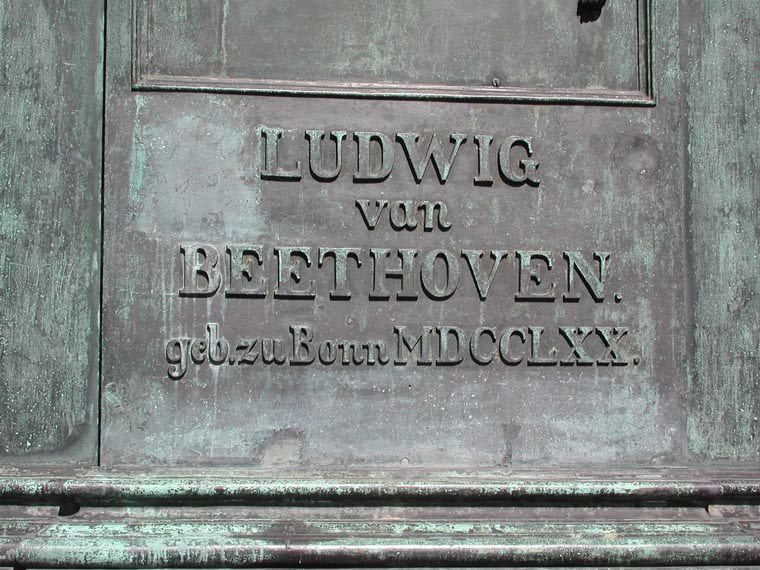 LUDWIG
van
BEETHOVEN.
geb. zu Bonn MDCCLXX.